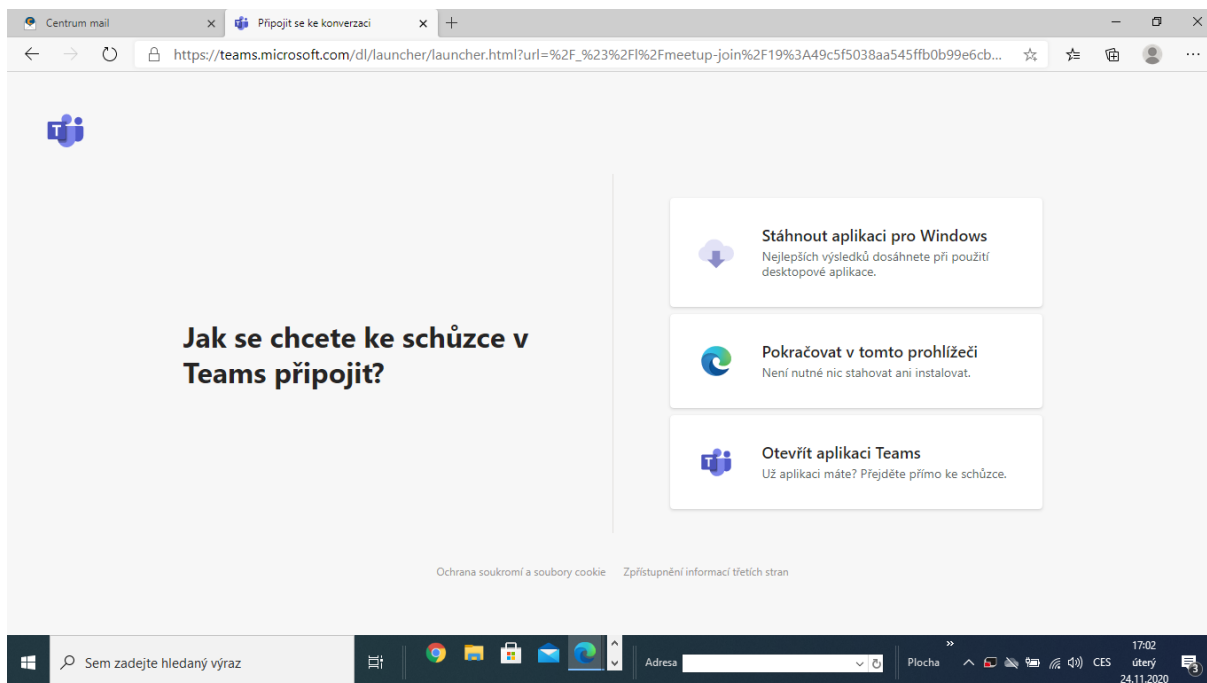 Centrum mail
Připojit se ke konverzaci
https://teams.microsoft.com/dl/launcher/launcher.html?url=%2F_%23%2Fl%2Fmeetup-join%2F19%3A49c5f5038aa545ffb0b99e6cb...
Jak se chcete ke schůzce v
Teams připojit?
Stáhnout aplikaci pro Windows
Nejlepších výsledků dosáhnete při použití
desktopové aplikace.
Pokračovat v tomto prohlížeči
Není nutné nic stahovat ani instalovat.
Otevřít aplikaci Teams
Už aplikaci máte? Přejděte přímo ke schůzce.
Ochrana soukromí a soubory cookie
Zpřístupnění informací třetích stran
Sem zadejte hledaný výraz
Adresa
Plocha
CES
17:02
úterý
24.11.2020
3